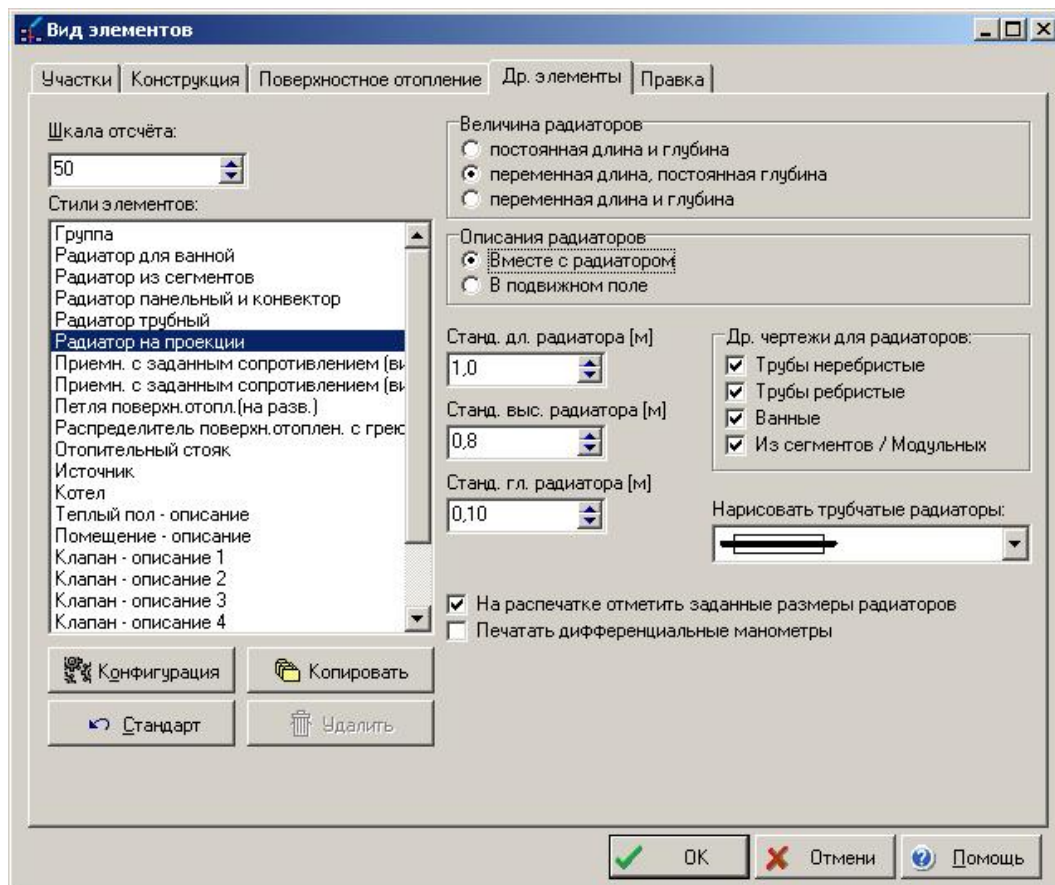 Вид элементов
Участки
Конструкция
Поверхностное отопление
Др. элементы
Правка
Шкала отсчёта:
50
Стили элементов:
Группа
Радиатор для ванной
Радиатор из сегментов
Радиатор панельный и конвектор
Радиатор трубный
Радиатор на проекции
Приемн. с заданным сопротивлением (ви
Приемн. с заданным сопротивлением (ви
Петля поверхн.отопл.(на разв.)
Распределитель поверхн.отоплен. с грек
Отопительный стояк
Источник
Котел
Теплый пол - описание
Помещение - описание
Клапан - описание 1
Клапан - описание 2
Клапан - описание 3
Клапан - описание 4
Конфигурация
Копировать
Стандарт
Удалить
Величина радиаторов
постоянная длина и глубина
переменная длина, постоянная глубина
переменная длина и глубина
Описания радиаторов
Вместе с радиатором
В подвижном поле
Станд. дл. радиатора [м]
1,0
Станд. выс. радиатора [м]
0,8
Станд. гл. радиатора [м]
0,10
Др. чертежи для радиаторов:
Трубы неребристые
Трубы ребристые
Ванные
Из сегментов / Модульных
Нарисовать трубчатые радиаторы:
На распечатке отметить заданные размеры радиаторов
Печатать дифференциальные манометры
OK
Отмени
Помощь